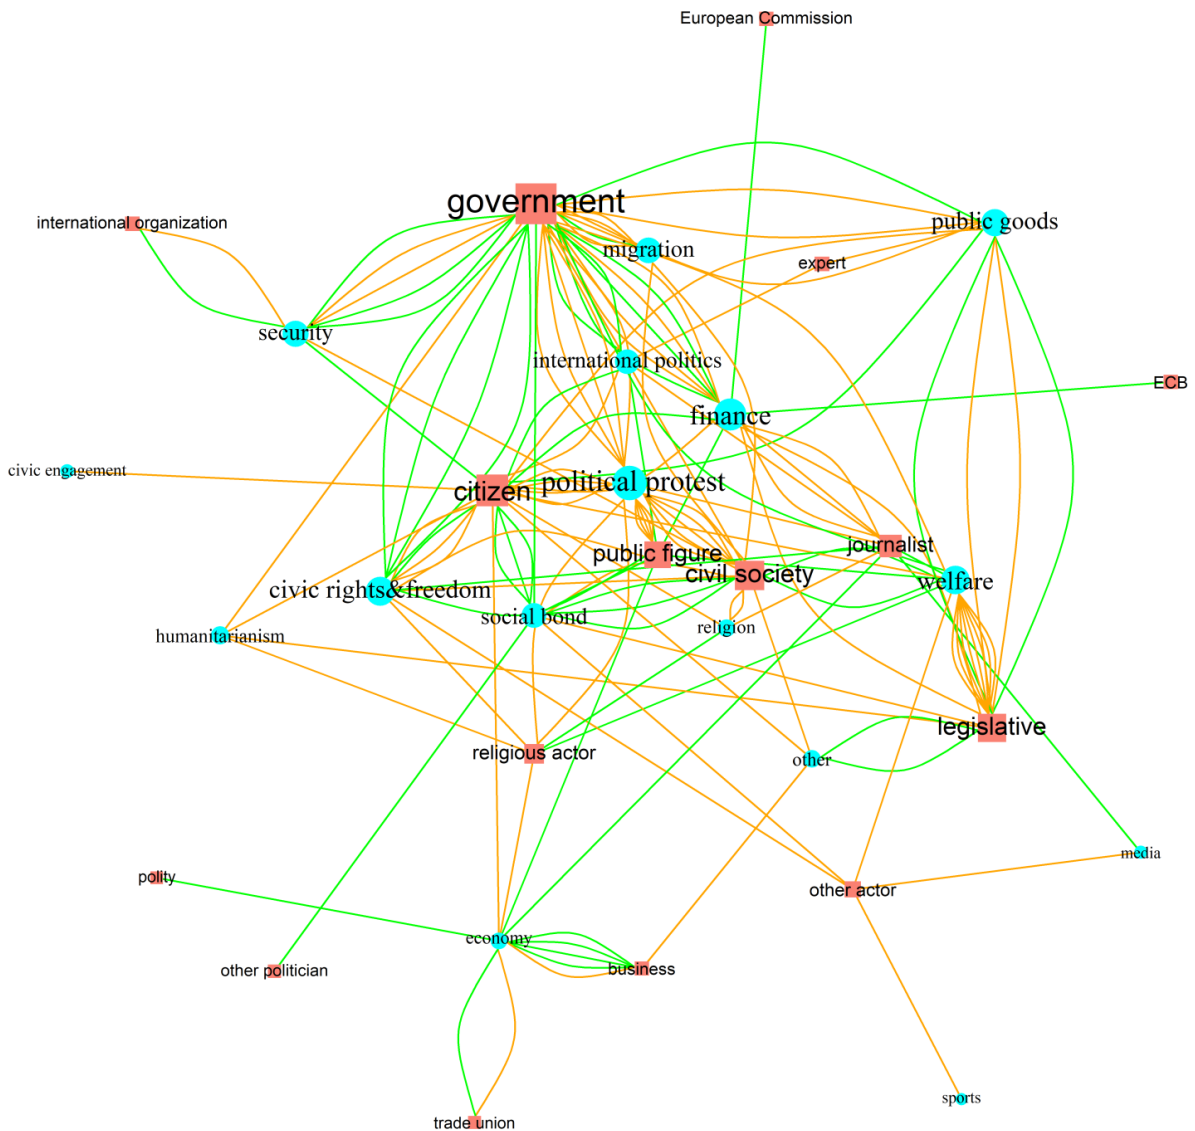 European Commission
government
international organization
public goods
migration
expert
security
international politics
ECB
finance
civic engagement
political protest
citizen
journalist
public figure
civil society
welfare
civic rights&freedom
social bond
religion
humanitarianism
legislative
religious actor
other
media
polity
other actor
economy
other politician
business
sports
trade union